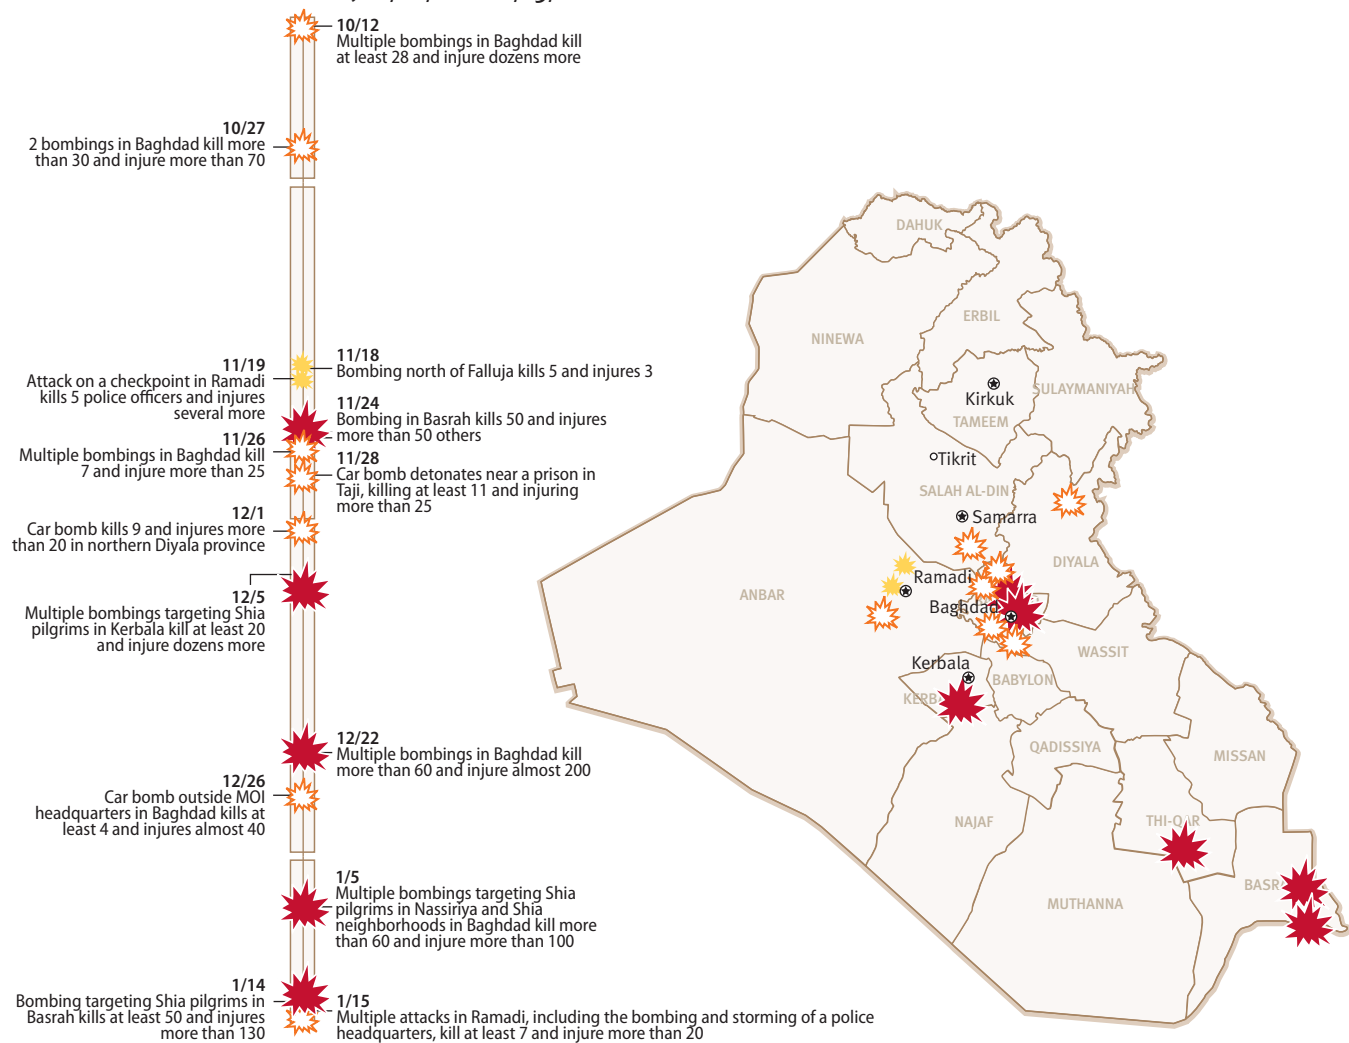 10/12
Multiple bombings in Baghdad kill
at least 28 and injure dozens more
10/27
2 bombings in Baghdad kill more
than 30 and injure more than 70
11/18
Bombing north of Falluja kills 5 and injures 3
11/19
Attack on a checkpoint in Ramadi
kills 5 police officers and injures
several more
11/24
Bombing in Basrah kills 50 and injures
more than 50 others
11/26
Multiple bombings in Baghdad kill
7 and injure more than 25
11/28
Car bomb detonates near a prison in
Taji, killing at least 11 and injuring
more than 25
12/1
Car bomb kills 9 and injures more
than 20 in northern Diyala province
12/5
Multiple bombings targeting Shia
pilgrims in Kerbala kill at least 20
and injure dozens more
12/22
Multiple bombings in Baghdad kill
more than 60 and injure almost 200
12/26
Car bomb outside MOI
headquarters in Baghdad kills at
least 4 and injures almost 40
1/5
Multiple bombings targeting Shia
pilgrims in Nassiriya and Shia
neighborhoods in Baghdad kill more
than 60 and injure more than 100
1/14
Bombing targeting Shia pilgrims in
Basrah kills at least 50 and injures
more than 130
1/15
Multiple attacks in Ramadi, including the bombing and storming of a police
headquarters, kill at least 7 and injure more than 20
DAHUK
ERBIL
NINEWA
SULAYMANIYAH
Kirkuk
TAMEEM
Tikrit
SALAH AL-DIN
Samarra
DIYALA
Ramadi
ANBAR
Baghdad
WASSIT
Kerbala
BABYLON
QADISSIYA
MISSAN
NAJAF
THI-QAR
MUTHANNA